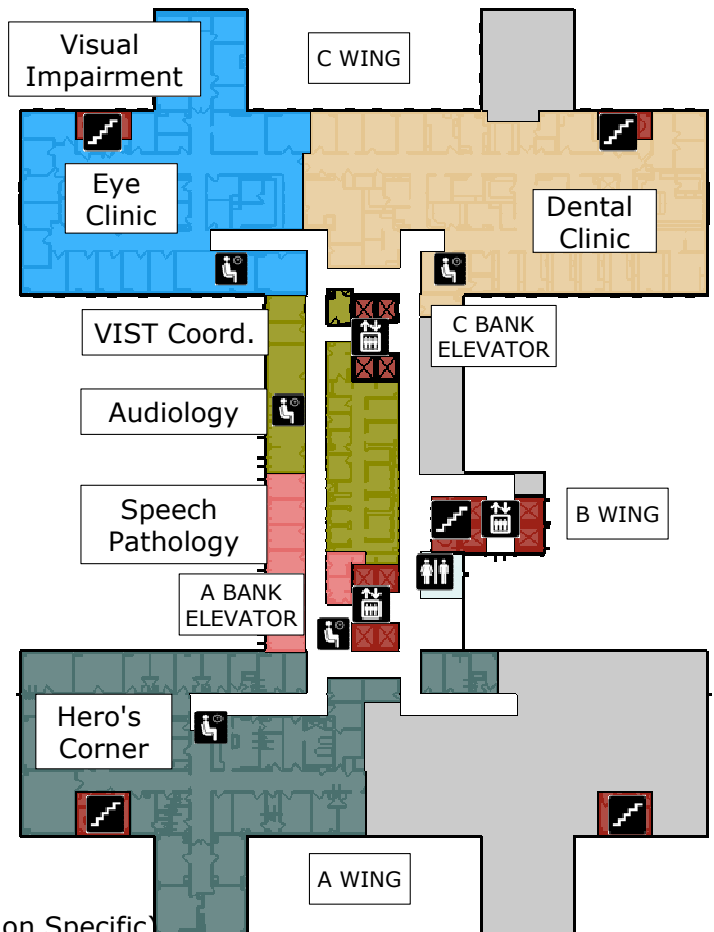 Visual
Impairment
C WING
Eye
Clinic
Dental
Clinic
VIST Coord.
C BANK
ELEVATOR
Audiology
Speech
Pathology
B WING
A BANK
ELEVATOR
Hero's
Corner
A WING
on Specific)